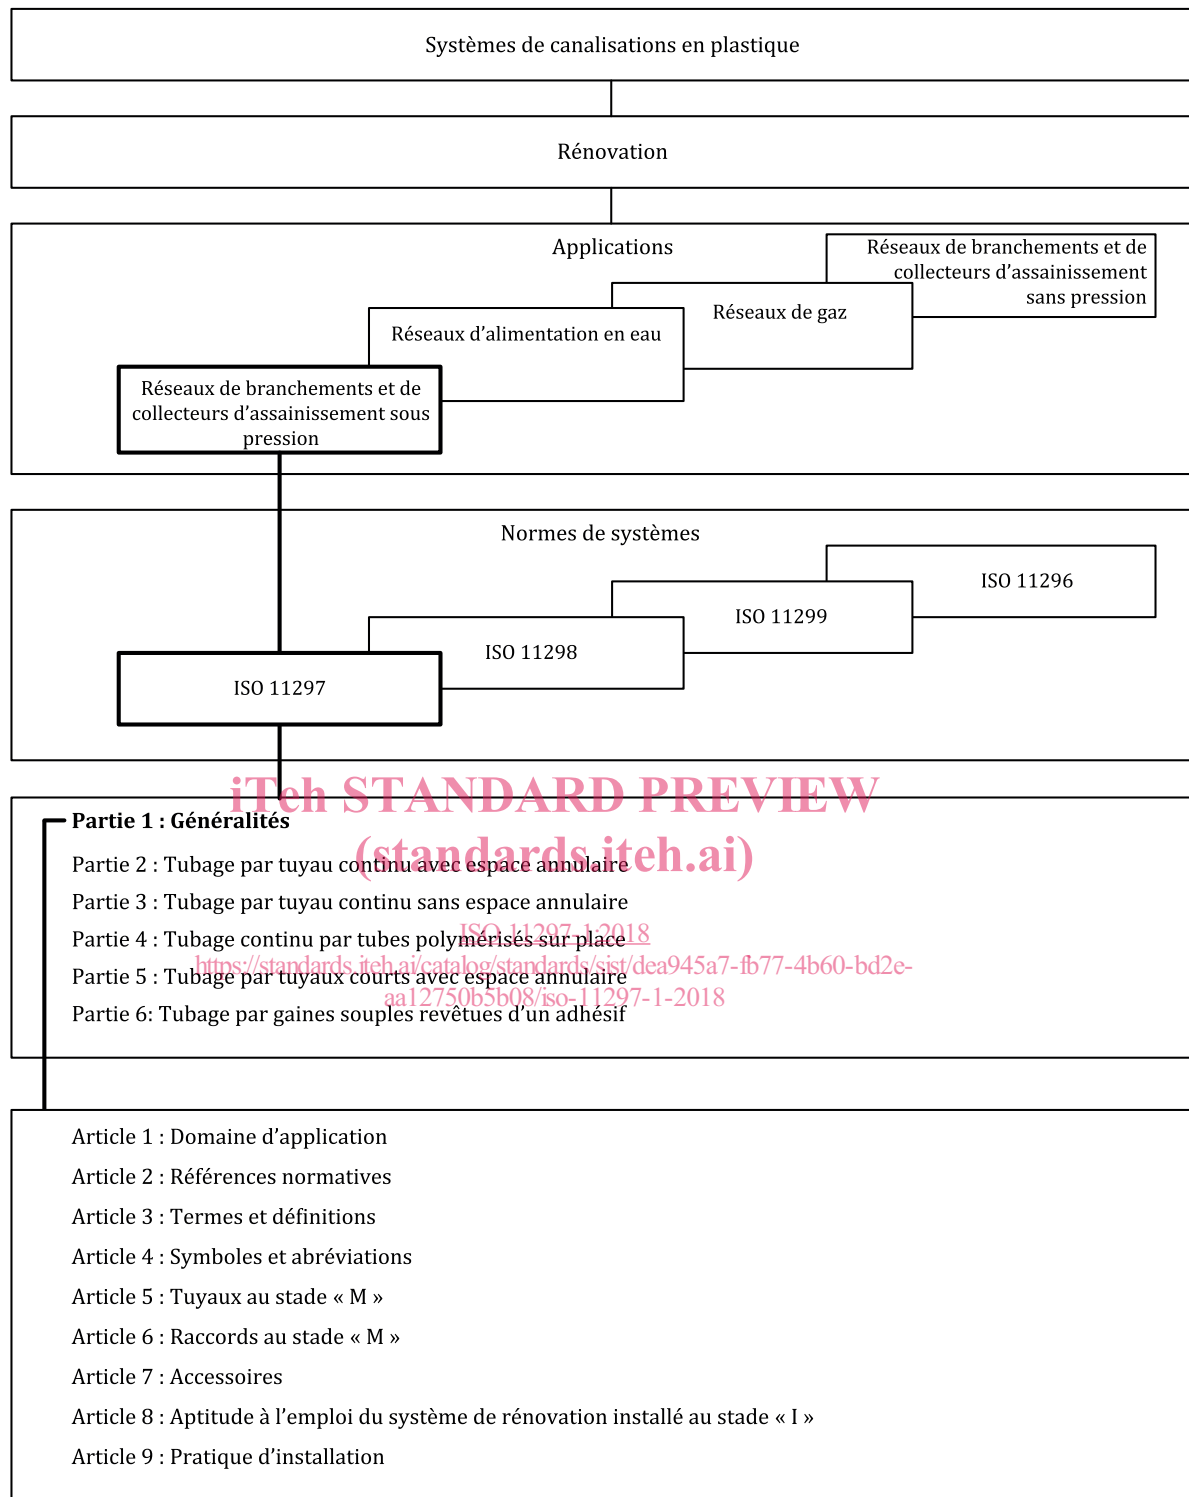 Systèmes de canalisations en plastique
Rénovation
Applications
Réseaux de branchements et de
collecteurs d’assainissement
sans pression
Réseaux de gaz
Réseaux d’alimentation en eau
Réseaux de branchements et de
collecteurs d’assainissement sous
pression
Normes de systèmes
ISO 11296
ISO 11299
ISO 11298
ISO 11297
iTeh STANDARD PREVIEW
Partie 1 : Généralités
(standards.iteh.ai)
Partie 2 : Tubage par tuyau continu avec espace annulaire
Partie 3 : Tubage par tuyau continu sans espace annulaire
ISO 11297-1:2018
Partie 4 : Tubage continu par tubes polymérisés sur place
https://standards.iteh.ai/catalog/standards/sist/dea945a7-fb77-4b60-bd2e-
Partie 5 : Tubage par tuyaux courts avec espace annulaire
aa12750b5b08/iso-11297-1-2018
Partie 6: Tubage par gaines souples revêtues d’un adhésif
Article 1 : Domaine d’application
Article 2 : Références normatives
Article 3 : Termes et définitions
Article 4 : Symboles et abréviations
Article 5 : Tuyaux au stade « M »
Article 6 : Raccords au stade « M »
Article 7 : Accessoires
Article 8 : Aptitude à l’emploi du système de rénovation installé au stade « I »
Article 9 : Pratique d’installation